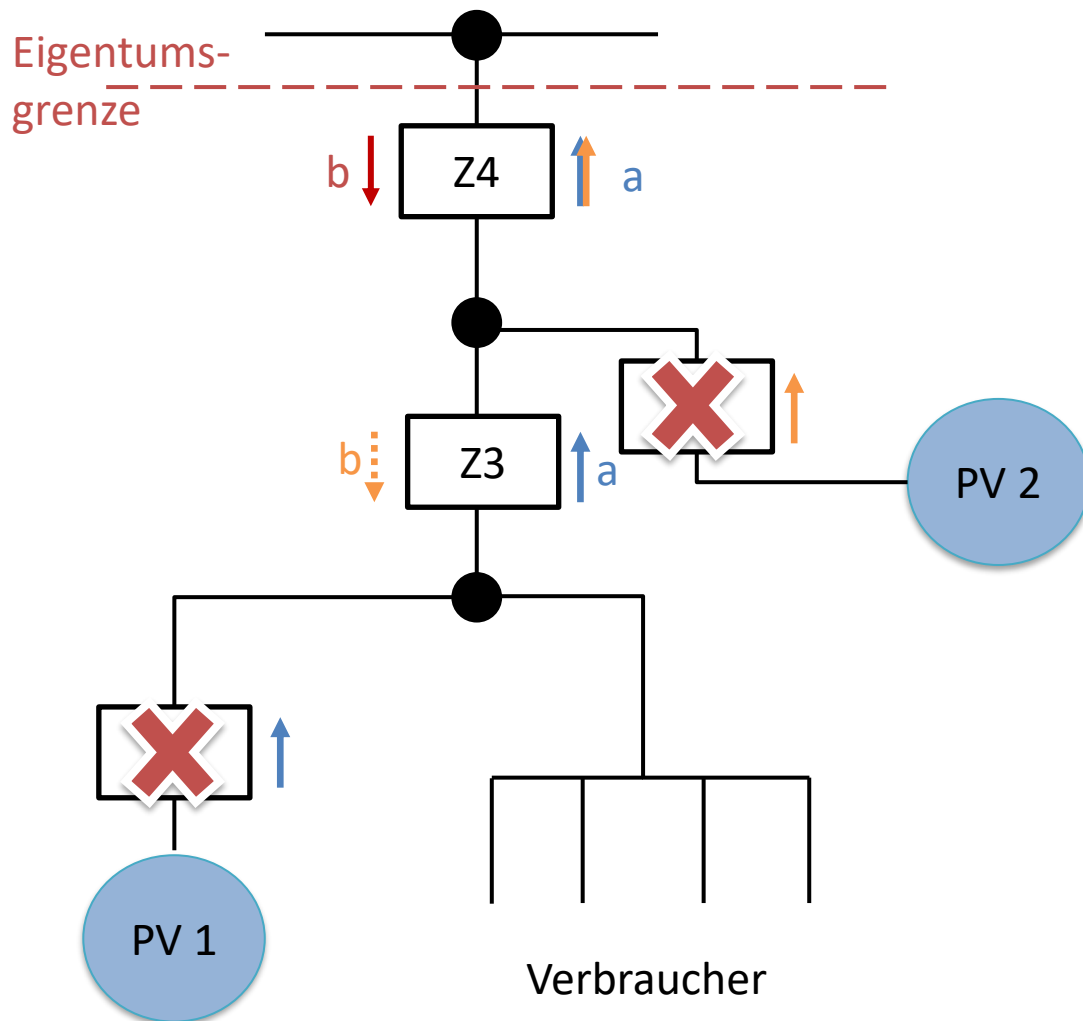 Eigentums-
grenze
b
Z4
a
b
Z3
a
PV 2
PV 1
Verbraucher